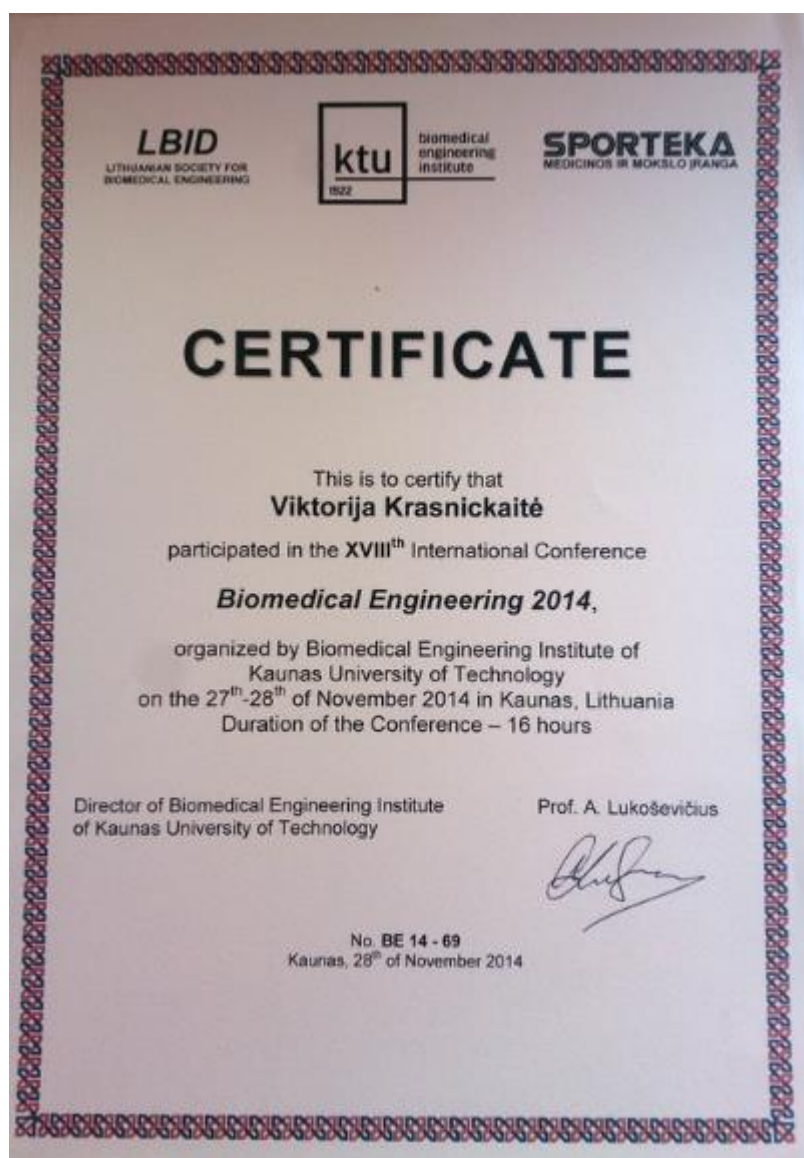 LBID
LITHUANIAN SOCIETY FOR
BIOMEDICAL ENGINEERING
ktu
1922
biomedical
engineering
institute
SPORTEKA
MEDICINOS IR MOKSLO ĮRANGA
CERTIFICATE
This is to certify that
Viktorija Krasnickaitė
participated in the XVIIIth International Conference
Biomedical Engineering 2014,
organized by Biomedical Engineering Institute of
Kaunas University of Technology
on the 27th-28th of November 2014 in Kaunas, Lithuania
Duration of the Conference – 16 hours
Director of Biomedical Engineering Institute
of Kaunas University of Technology
Prof. A. Lukoševičius
No. BE 14 - 69
Kaunas, 28th of November 2014